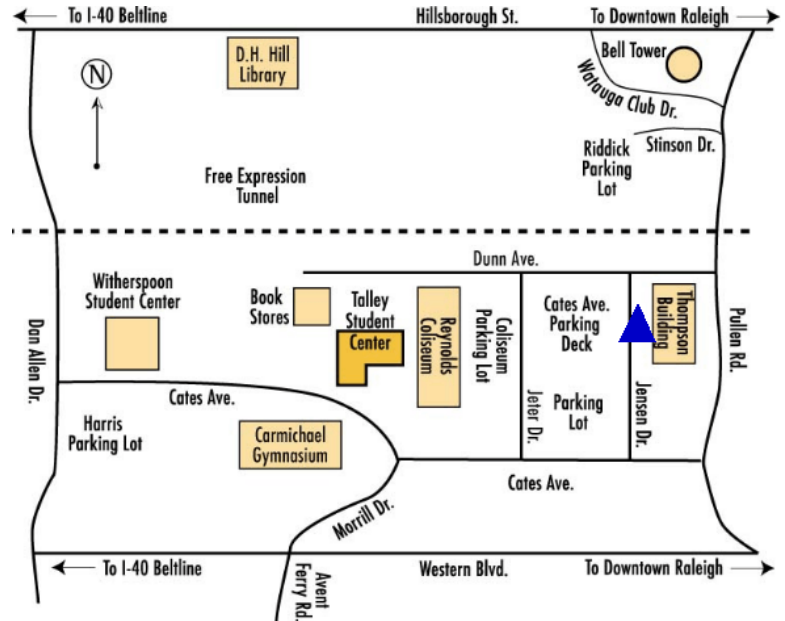 To I-40 Beltline
Hillsborough St.
To Downtown Raleigh
D.H. Hill
Library
Bell Tower
N
Watauga Club Dr.
Stinson Dr.
Riddick
Parking
Lot
Free Expression
Tunnel
Dunn Ave.
Witherspoon
Student Center
Book
Stores
Talley
Student
Center
Reynolds
Coliseum
Coliseum
Parking Lot
Cates Ave.
Parking
Deck
Thompson
Building
Pullen Rd.
Dan Allen Dr.
Cates Ave.
Harris
Parking Lot
Carmichael
Gymnasium
Jeter Dr.
Parking
Lot
Jensen Dr.
Cates Ave.
Morrill Dr.
To I-40 Beltline
Avent
Ferry Rd.
Western Blvd.
To Downtown Raleigh